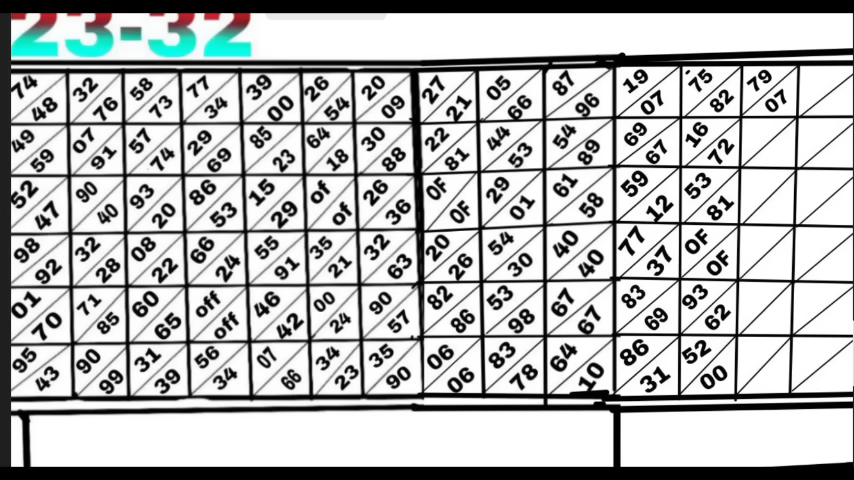 23-32
74 48 32 76 58 73 77 34 39 00 26 54 20 09 27 21 05 66 87 96 19 07 75 82 79 07
49 59 07 91 57 74 29 69 85 23 64 18 30 88 22 81 44 53 54 89 69 67 16 72
52 47 90 40 93 20 86 53 15 29 of of 26 36 0F 0F 29 01 61 58 59 12 53 81
98 92 32 28 08 22 66 24 55 91 35 21 32 63 20 26 54 30 40 40 77 37 0F 0F
01 70 71 85 60 65 off off 46 42 00 24 90 57 82 86 53 98 67 67 83 69 93 62
95 43 90 99 31 39 56 34 07 66 34 23 35 90 06 06 83 78 64 10 86 31 52 00